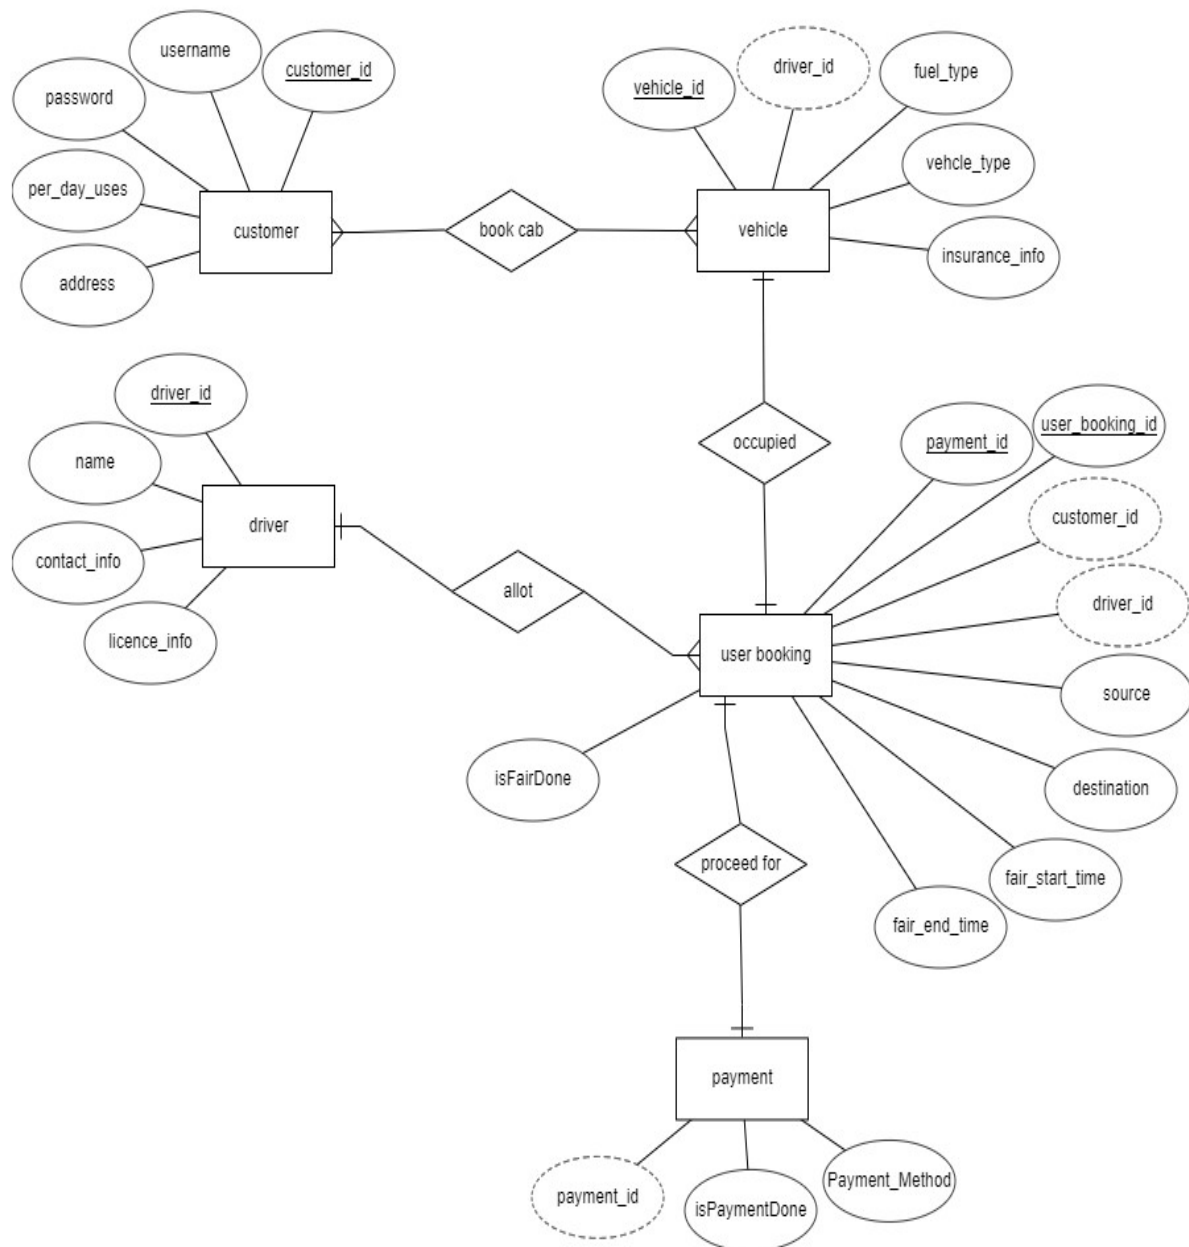 username
customer_id
password
per_day_uses
address
customer
book cab
vehicle_id
driver_id
fuel_type
vehcle_type
insurance_info
vehicle
driver_id
name
contact_info
licence_info
driver
allot
occupied
payment_id
user_booking_id
customer_id
driver_id
source
destination
fair_start_time
fair_end_time
user booking
isFairDone
proceed for
payment
payment_id
isPaymentDone
Payment_Method